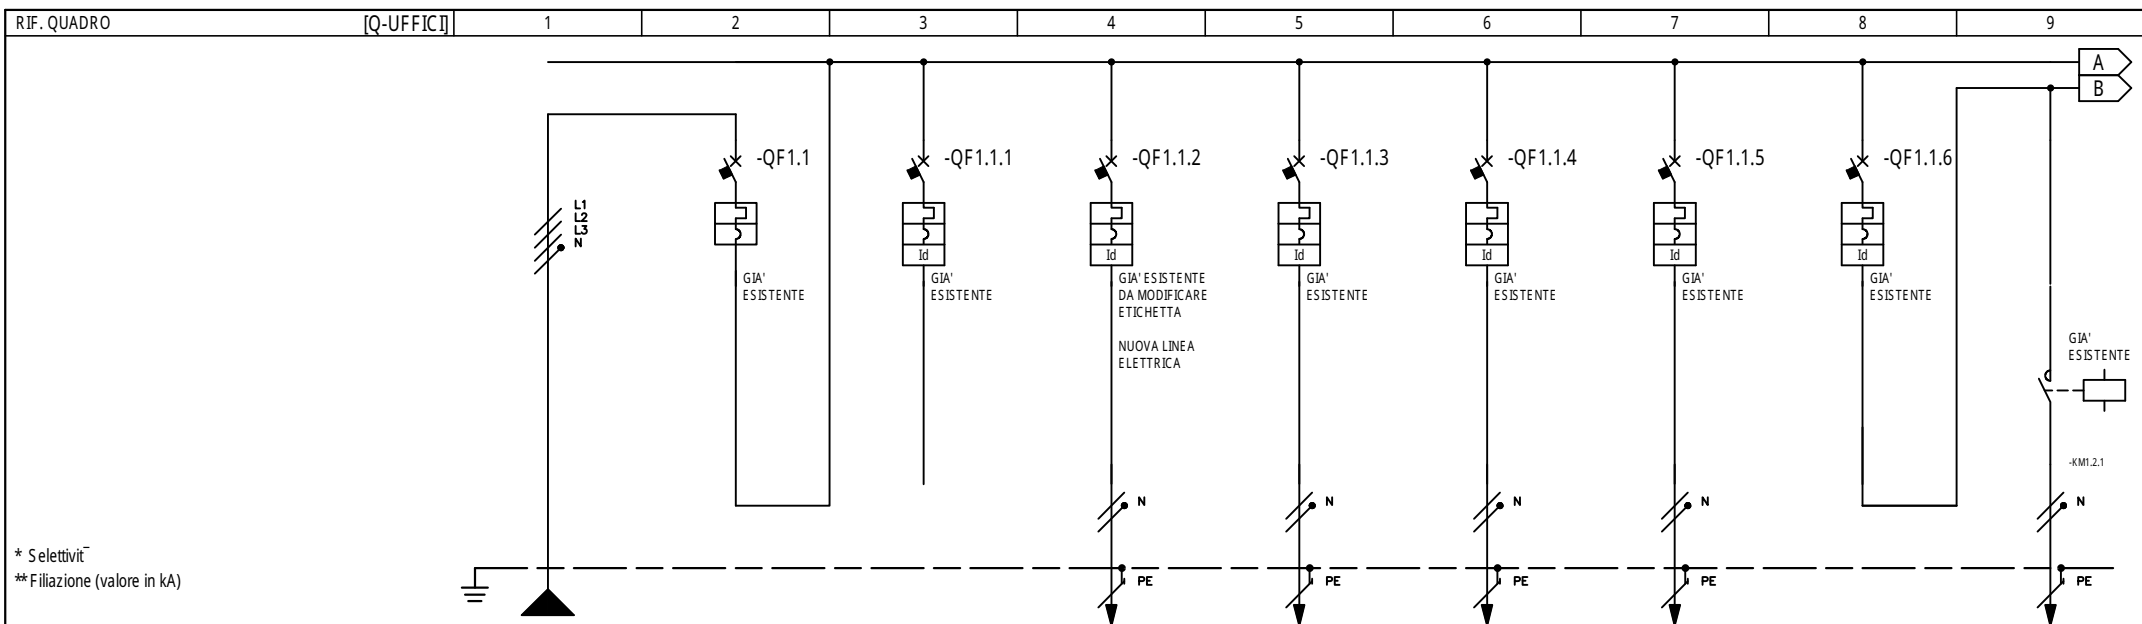 RIF. QUADRO [Q-UFFICI] 1 2 3 4 5 6 7 8 9
A
B
-QF1.1 -QF1.1.1 -QF1.1.2 -QF1.1.3 -QF1.1.4 -QF1.1.5 -QF1.1.6
L1
L2
L3
N
Id Id Id Id Id Id
GIA'
ESISTENTE
GIA'
ESISTENTE
GIA' ESISTENTE
DA MODIFICARE
ETICHETTA
NUOVA LINEA
ELETTRICA
GIA'
ESISTENTE
GIA'
ESISTENTE
GIA'
ESISTENTE
GIA'
ESISTENTE
GIA'
ESISTENTE
-KM1.2.1
N N N N N
* Selettivit¯
** Filiazione (valore in kA)
PE PE PE PE PE